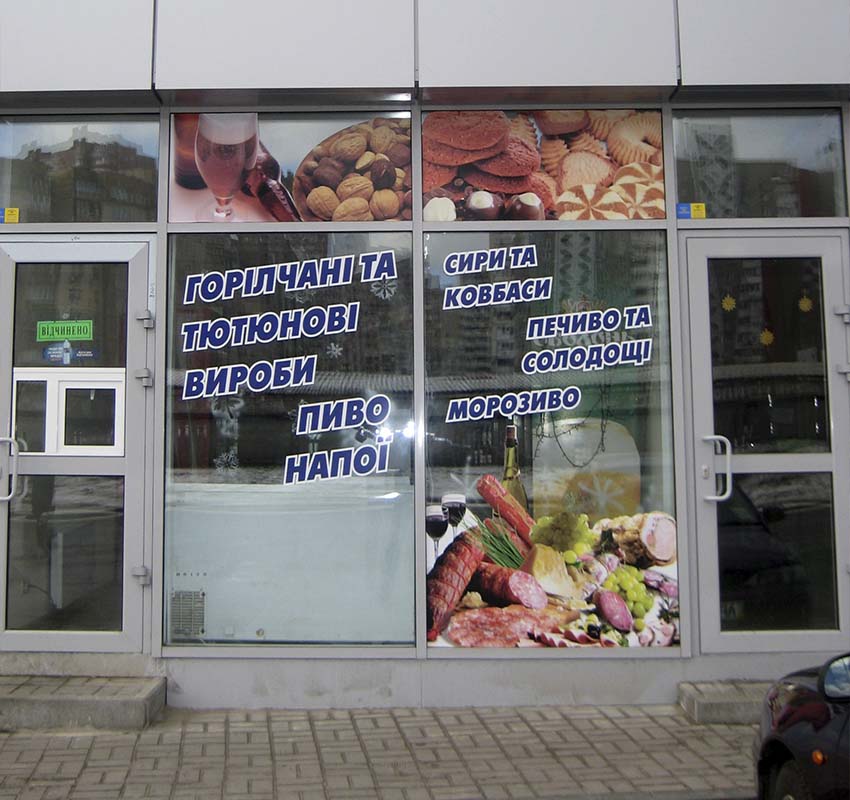 ВІДЧИНЕНО
ГОРІЛЧАНІ ТА
ТЮТЮНОВІ
ВИРОБИ
ПИВО
НАПОЇ
СИРИ ТА
КОВБАСИ
ПЕЧИВО ТА
СОЛОДОЩІ
МОРОЗИВО